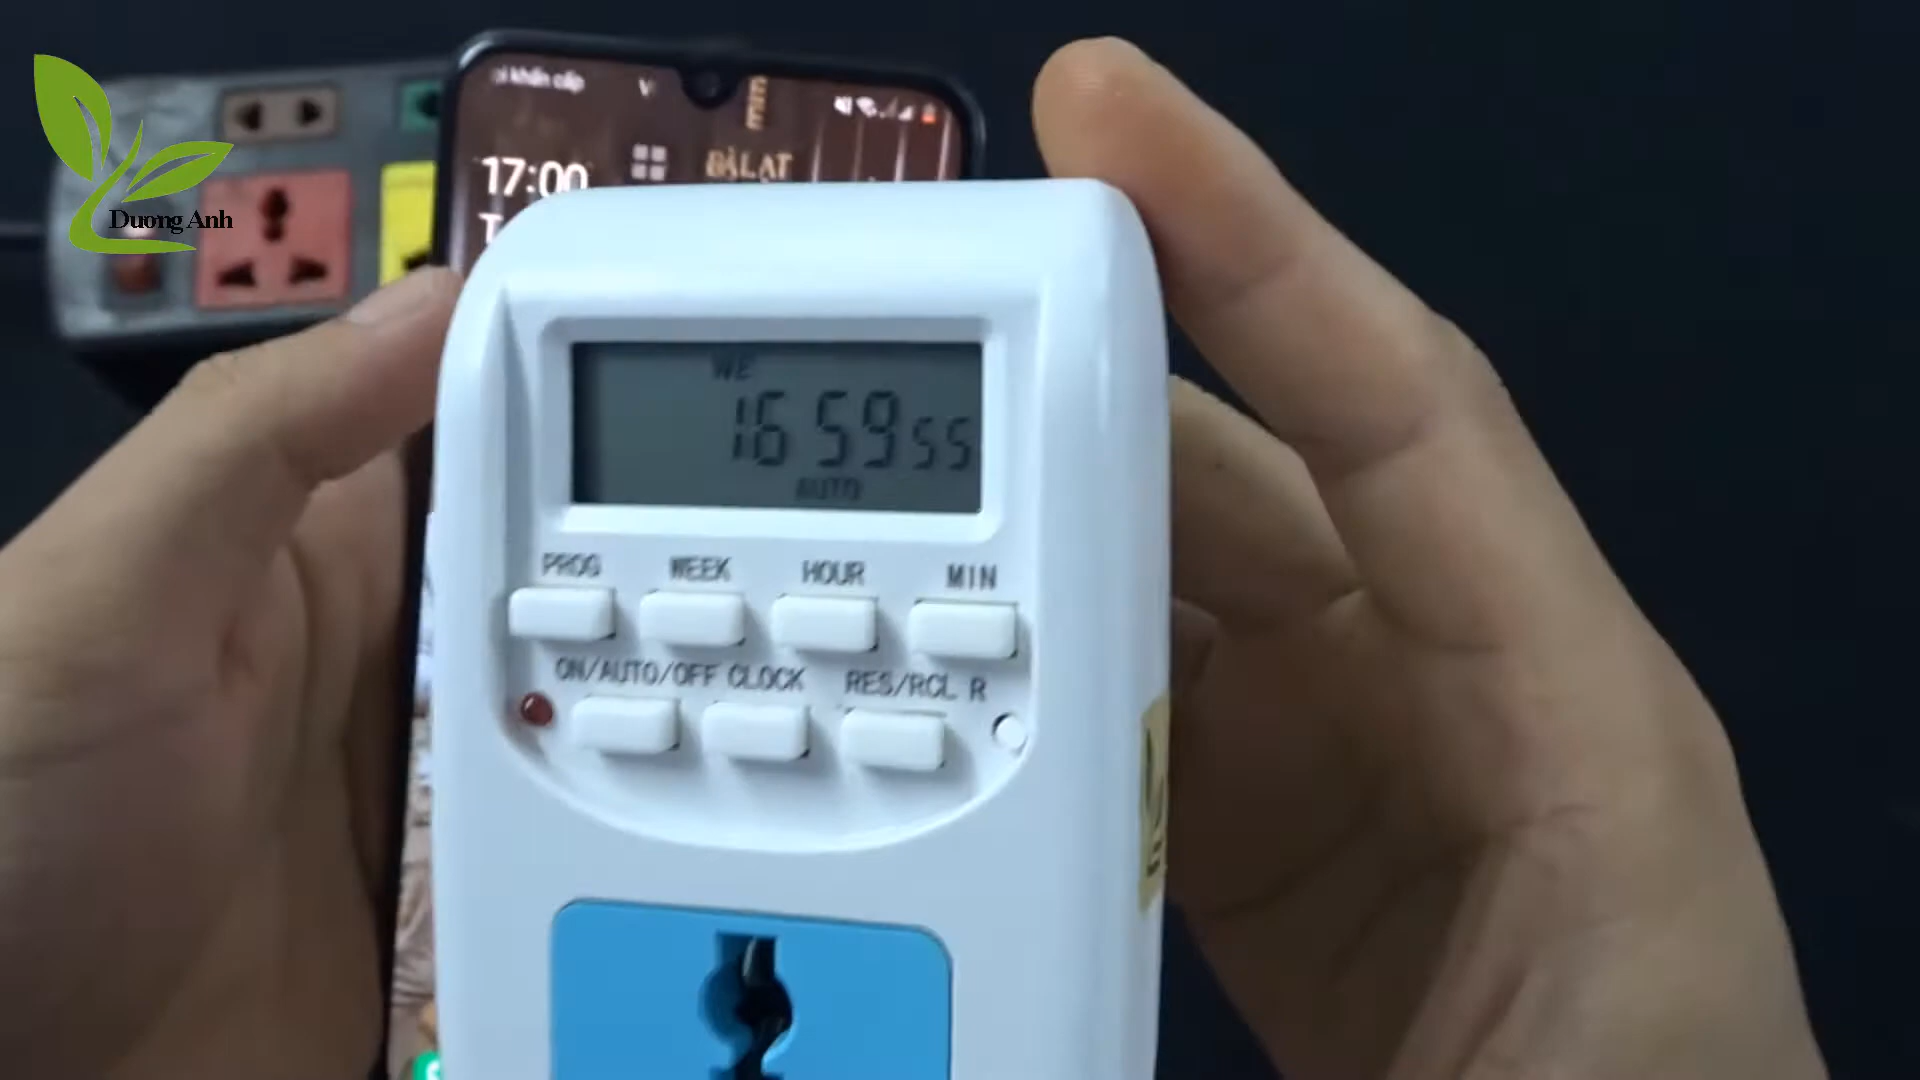 17:00
ĐÀ LẠT
Duong Anh
WE
16 59 55
AUTO
PROG WEEK HOUR MIN
ON/AUTO/OFF CLOCK RES/RCL R